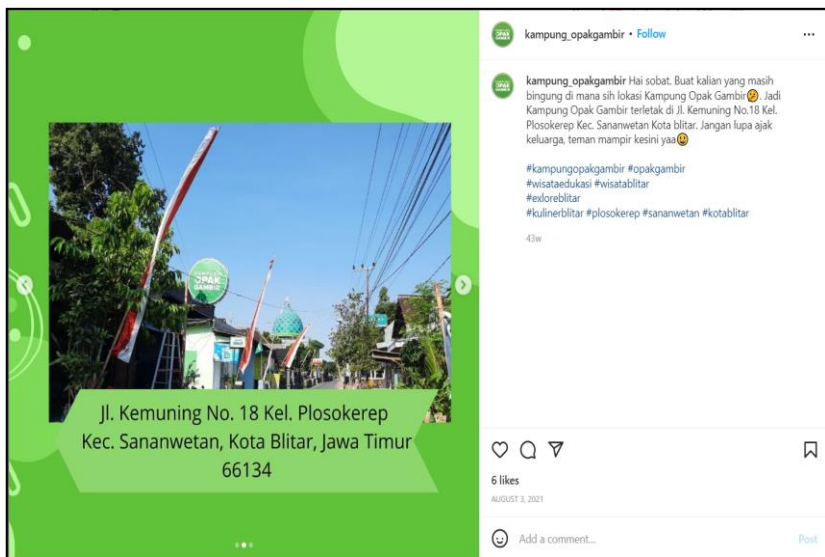 KAMPUNG
OPAK
GAMBIR
Jl. Kemuning No. 18 Kel. Plosokerep
Kec. Sananwetan, Kota Blitar, Jawa Timur
66134
kampung_opakgambir • Follow
kampung_opakgambir Hai sobat. Buat kalian yang masih
bingung di mana sih lokasi Kampung Opak Gambir😕. Jadi
Kampung Opak Gambir terletak di Jl. Kemuning No.18 Kel.
Plosokerep Kec. Sananwetan Kota blitar. Jangan lupa ajak
keluarga, teman mampir kesini yaa😃
#kampungopakgambir #opakgambir
#wisataedukasi #wisatablitar
#exloreblitar
#kulinerblitar #plosokerep #sananwetan #kotablitar
43w
6 likes
AUGUST 3, 2021
Add a comment...
Post